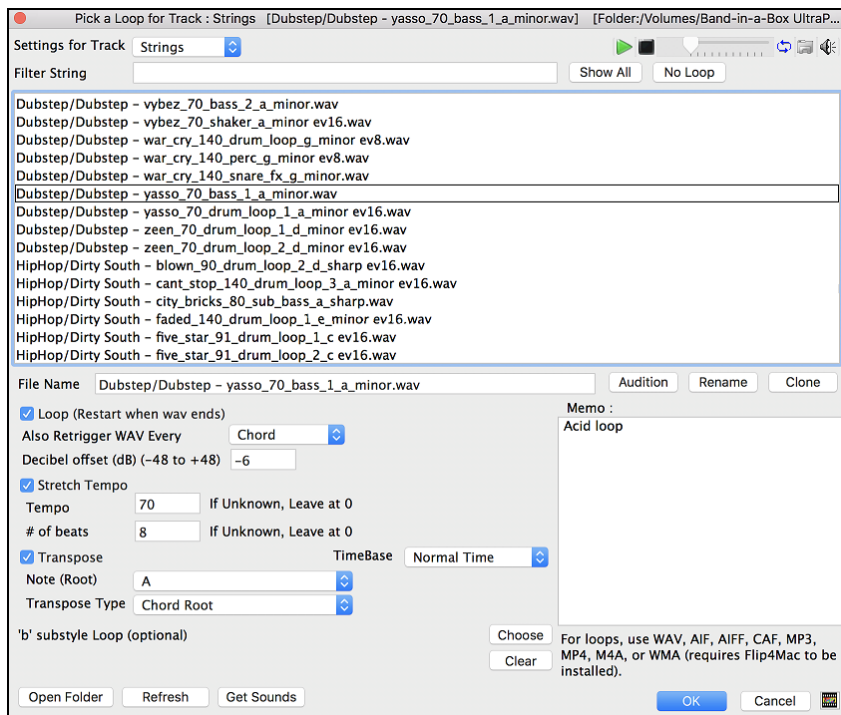 Pick a Loop for Track : Strings [Dubstep/Dubstep - yasso_70_bass_1_a_minor.wav] [Folder:/Volumes/Band-in-a-Box UltraP...
Settings for Track Strings
Filter String Show All No Loop
Dubstep/Dubstep - vybez_70_bass_2_a_minor.wav
Dubstep/Dubstep - vybez_70_shaker_a_minor ev16.wav
Dubstep/Dubstep - war_cry_140_drum_loop_g_minor ev8.wav
Dubstep/Dubstep - war_cry_140_perc_g_minor ev8.wav
Dubstep/Dubstep - war_cry_140_snare_fx_g_minor.wav
Dubstep/Dubstep - yasso_70_bass_1_a_minor.wav
Dubstep/Dubstep - yasso_70_drum_loop_1_a_minor ev16.wav
Dubstep/Dubstep - zeen_70_drum_loop_1_d_minor ev16.wav
Dubstep/Dubstep - zeen_70_drum_loop_2_d_minor ev16.wav
HipHop/Dirty South - blown_90_drum_loop_2_d_sharp ev16.wav
HipHop/Dirty South - cant_stop_140_drum_loop_3_a_minor ev16.wav
HipHop/Dirty South - city_bricks_80_sub_bass_a_sharp.wav
HipHop/Dirty South - faded_140_drum_loop_1_e_minor ev16.wav
HipHop/Dirty South - five_star_91_drum_loop_1_c ev16.wav
HipHop/Dirty South - five_star_91_drum_loop_2_c ev16.wav
File Name Dubstep/Dubstep - yasso_70_bass_1_a_minor.wav Audition Rename Clone
Loop (Restart when wav ends)
Also Retrigger WAV Every Chord
Decibel offset (dB) (-48 to +48) -6
Stretch Tempo
Tempo 70 If Unknown, Leave at 0
# of beats 8 If Unknown, Leave at 0
Transpose TimeBase Normal Time
Note (Root) A
Transpose Type Chord Root
'b' substyle Loop (optional) Choose
Clear
Memo :
Acid loop
For loops, use WAV, AIF, AIFF, CAF, MP3,
MP4, M4A, or WMA (requires Flip4Mac to be
installed).
Open Folder Refresh Get Sounds OK Cancel